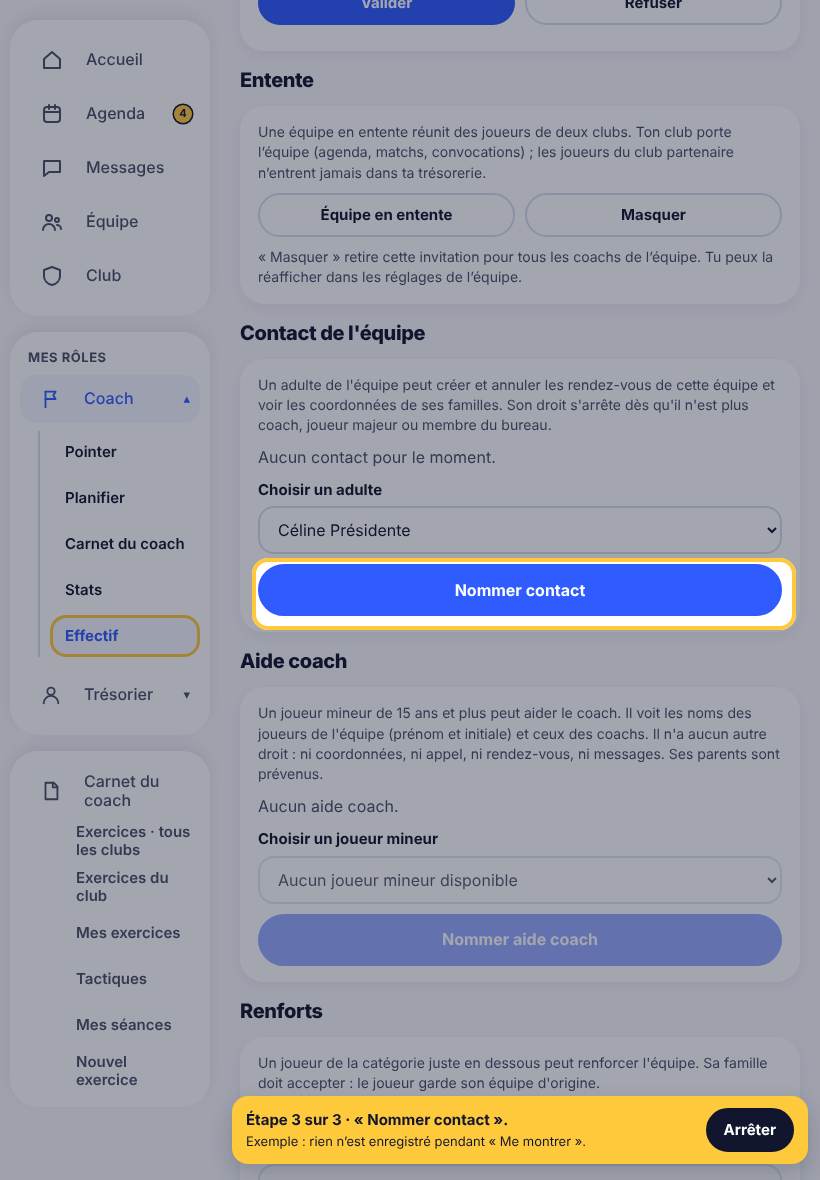 Accueil
Agenda
4
Messages
Équipe
Club
MES RÔLES
Coach
▴
Pointer
Planifier
Carnet du coach
Stats
Effectif
Trésorier
▾
Carnet du
coach
Exercices · tous
les clubs
Exercices du
club
Mes exercices
Tactiques
Mes séances
Nouvel
exercice
Valider
Refuser
Entente
Une équipe en entente réunit des joueurs de deux clubs. Ton club porte
l’équipe (agenda, matchs, convocations) ; les joueurs du club partenaire
n’entrent jamais dans ta trésorerie.
Équipe en entente
Masquer
« Masquer » retire cette invitation pour tous les coachs de l’équipe. Tu peux la
réafficher dans les réglages de l’équipe.
Contact de l'équipe
Un adulte de l'équipe peut créer et annuler les rendez-vous de cette équipe et
voir les coordonnées de ses familles. Son droit s'arrête dès qu'il n'est plus
coach, joueur majeur ou membre du bureau.
Aucun contact pour le moment.
Choisir un adulte
Céline Présidente
Nommer contact
Aide coach
Un joueur mineur de 15 ans et plus peut aider le coach. Il voit les noms des
joueurs de l'équipe (prénom et initiale) et ceux des coachs. Il n'a aucun autre
droit : ni coordonnées, ni appel, ni rendez-vous, ni messages. Ses parents sont
prévenus.
Aucun aide coach.
Choisir un joueur mineur
Aucun joueur mineur disponible
Nommer aide coach
Renforts
Un joueur de la catégorie juste en dessous peut renforcer l'équipe. Sa famille
doit accepter : le joueur garde son équipe d'origine.
Étape 3 sur 3 · « Nommer contact ».
Exemple : rien n’est enregistré pendant « Me montrer ».
Arrêter